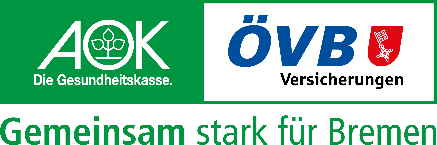 AOK
Die Gesundheitskasse.
ÖVB
Versicherungen
Gemeinsam stark für Bremen